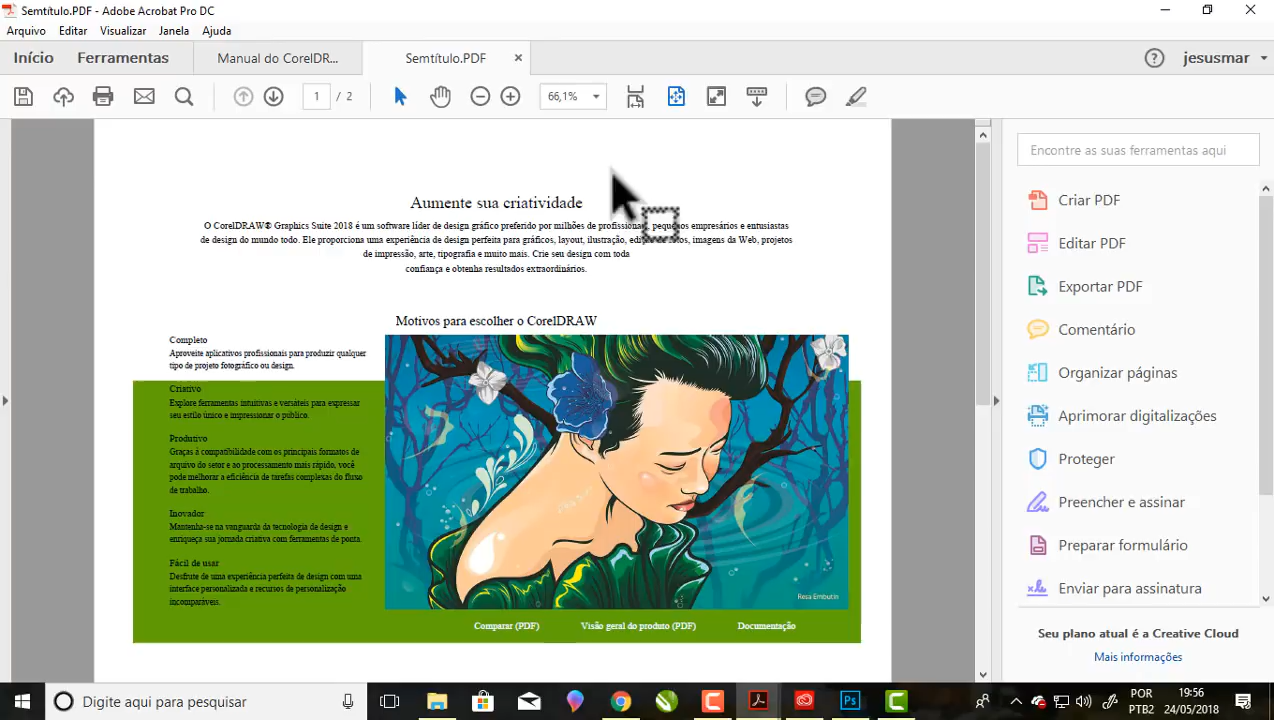 Semtítulo.PDF - Adobe Acrobat Pro DC
Arquivo Editar Visualizar Janela Ajuda
Início Ferramentas Manual do CorelDR... Semtítulo.PDF jesusmar
1 / 2 66,1%
Encontre as suas ferramentas aqui
Criar PDF
Editar PDF
Exportar PDF
Comentário
Organizar páginas
Aprimorar digitalizações
Proteger
Preencher e assinar
Preparar formulário
Enviar para assinatura
Seu plano atual é a Creative Cloud
Mais informações
Aumente sua criatividade
O CorelDRAW® Graphics Suite 2018 é um software líder de design gráfico preferido por milhões de empresários e entusiastas
de design do mundo todo. Ele proporciona uma experiência de design perfeita para gráficos, layout, ilustração, imagens da Web, projetos
de impressão, arte, tipografia e muito mais. Crie seu design com toda
confiança e obtenha resultados extraordinários.
Motivos para escolher o CorelDRAW
Completo
Aproveite aplicativos profissionais para produzir qualquer
tipo de projeto fotográfico ou design.
Criativo
Explore ferramentas intuitivas e versáteis para expressar
seu estilo único e impressionar o público.
Produtivo
Graças à compatibilidade com os principais formatos de
arquivo do setor e ao processamento mais rápido, você
pode melhorar a eficiência de tarefas complexas do fluxo
de trabalho.
Inovador
Mantenha-se na vanguarda da tecnologia de design e
enriqueça sua jornada criativa com ferramentas de ponta.
Fácil de usar
Desfrute de uma experiência perfeita de design com uma
interface personalizada e recursos de personalização
incomparáveis.
Rosa Embutin
Comparar (PDF) Visão geral do produto (PDF) Documentação
Digite aqui para pesquisar
POR
PTB2
19:56
24/05/2018